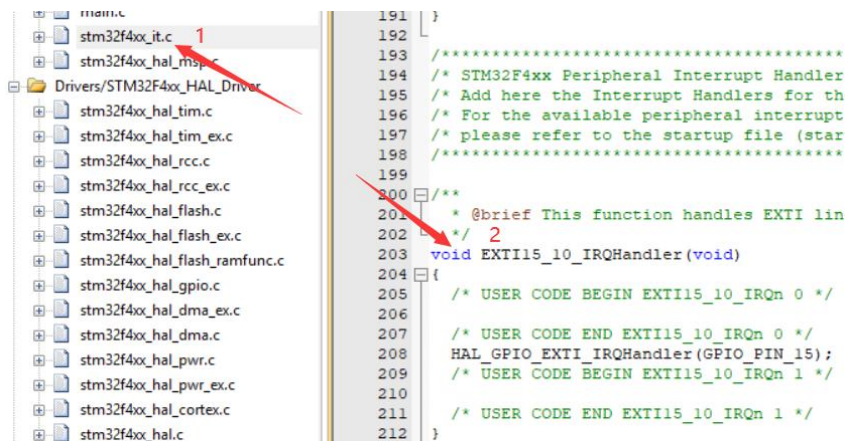 main.c
stm32f4xx_it.c 1
stm32f4xx_hal_msp.c
Drivers/STM32F4xx_HAL_Driver
stm32f4xx_hal_tim.c
stm32f4xx_hal_tim_ex.c
stm32f4xx_hal_rcc.c
stm32f4xx_hal_rcc_ex.c
stm32f4xx_hal_flash.c
stm32f4xx_hal_flash_ex.c
stm32f4xx_hal_flash_ramfunc.c
stm32f4xx_hal_gpio.c
stm32f4xx_hal_dma_ex.c
stm32f4xx_hal_dma.c
stm32f4xx_hal_pwr.c
stm32f4xx_hal_pwr_ex.c
stm32f4xx_hal_cortex.c
stm32f4xx_hal.c
191 }
192
193 /******************************************
194 /* STM32F4xx Peripheral Interrupt Handler
195 /* Add here the Interrupt Handlers for th
196 /* For the available peripheral interrupt
197 /* please refer to the startup file (star
198 /******************************************
199
200 /**
201 * @brief This function handles EXTI lin
202 */ 2
203 void EXTI15_10_IRQHandler(void)
204 {
205 /* USER CODE BEGIN EXTI15_10_IRQn 0 */
206
207 /* USER CODE END EXTI15_10_IRQn 0 */
208 HAL_GPIO_EXTI_IRQHandler(GPIO_PIN_15);
209 /* USER CODE BEGIN EXTI15_10_IRQn 1 */
210
211 /* USER CODE END EXTI15_10_IRQn 1 */
212 }